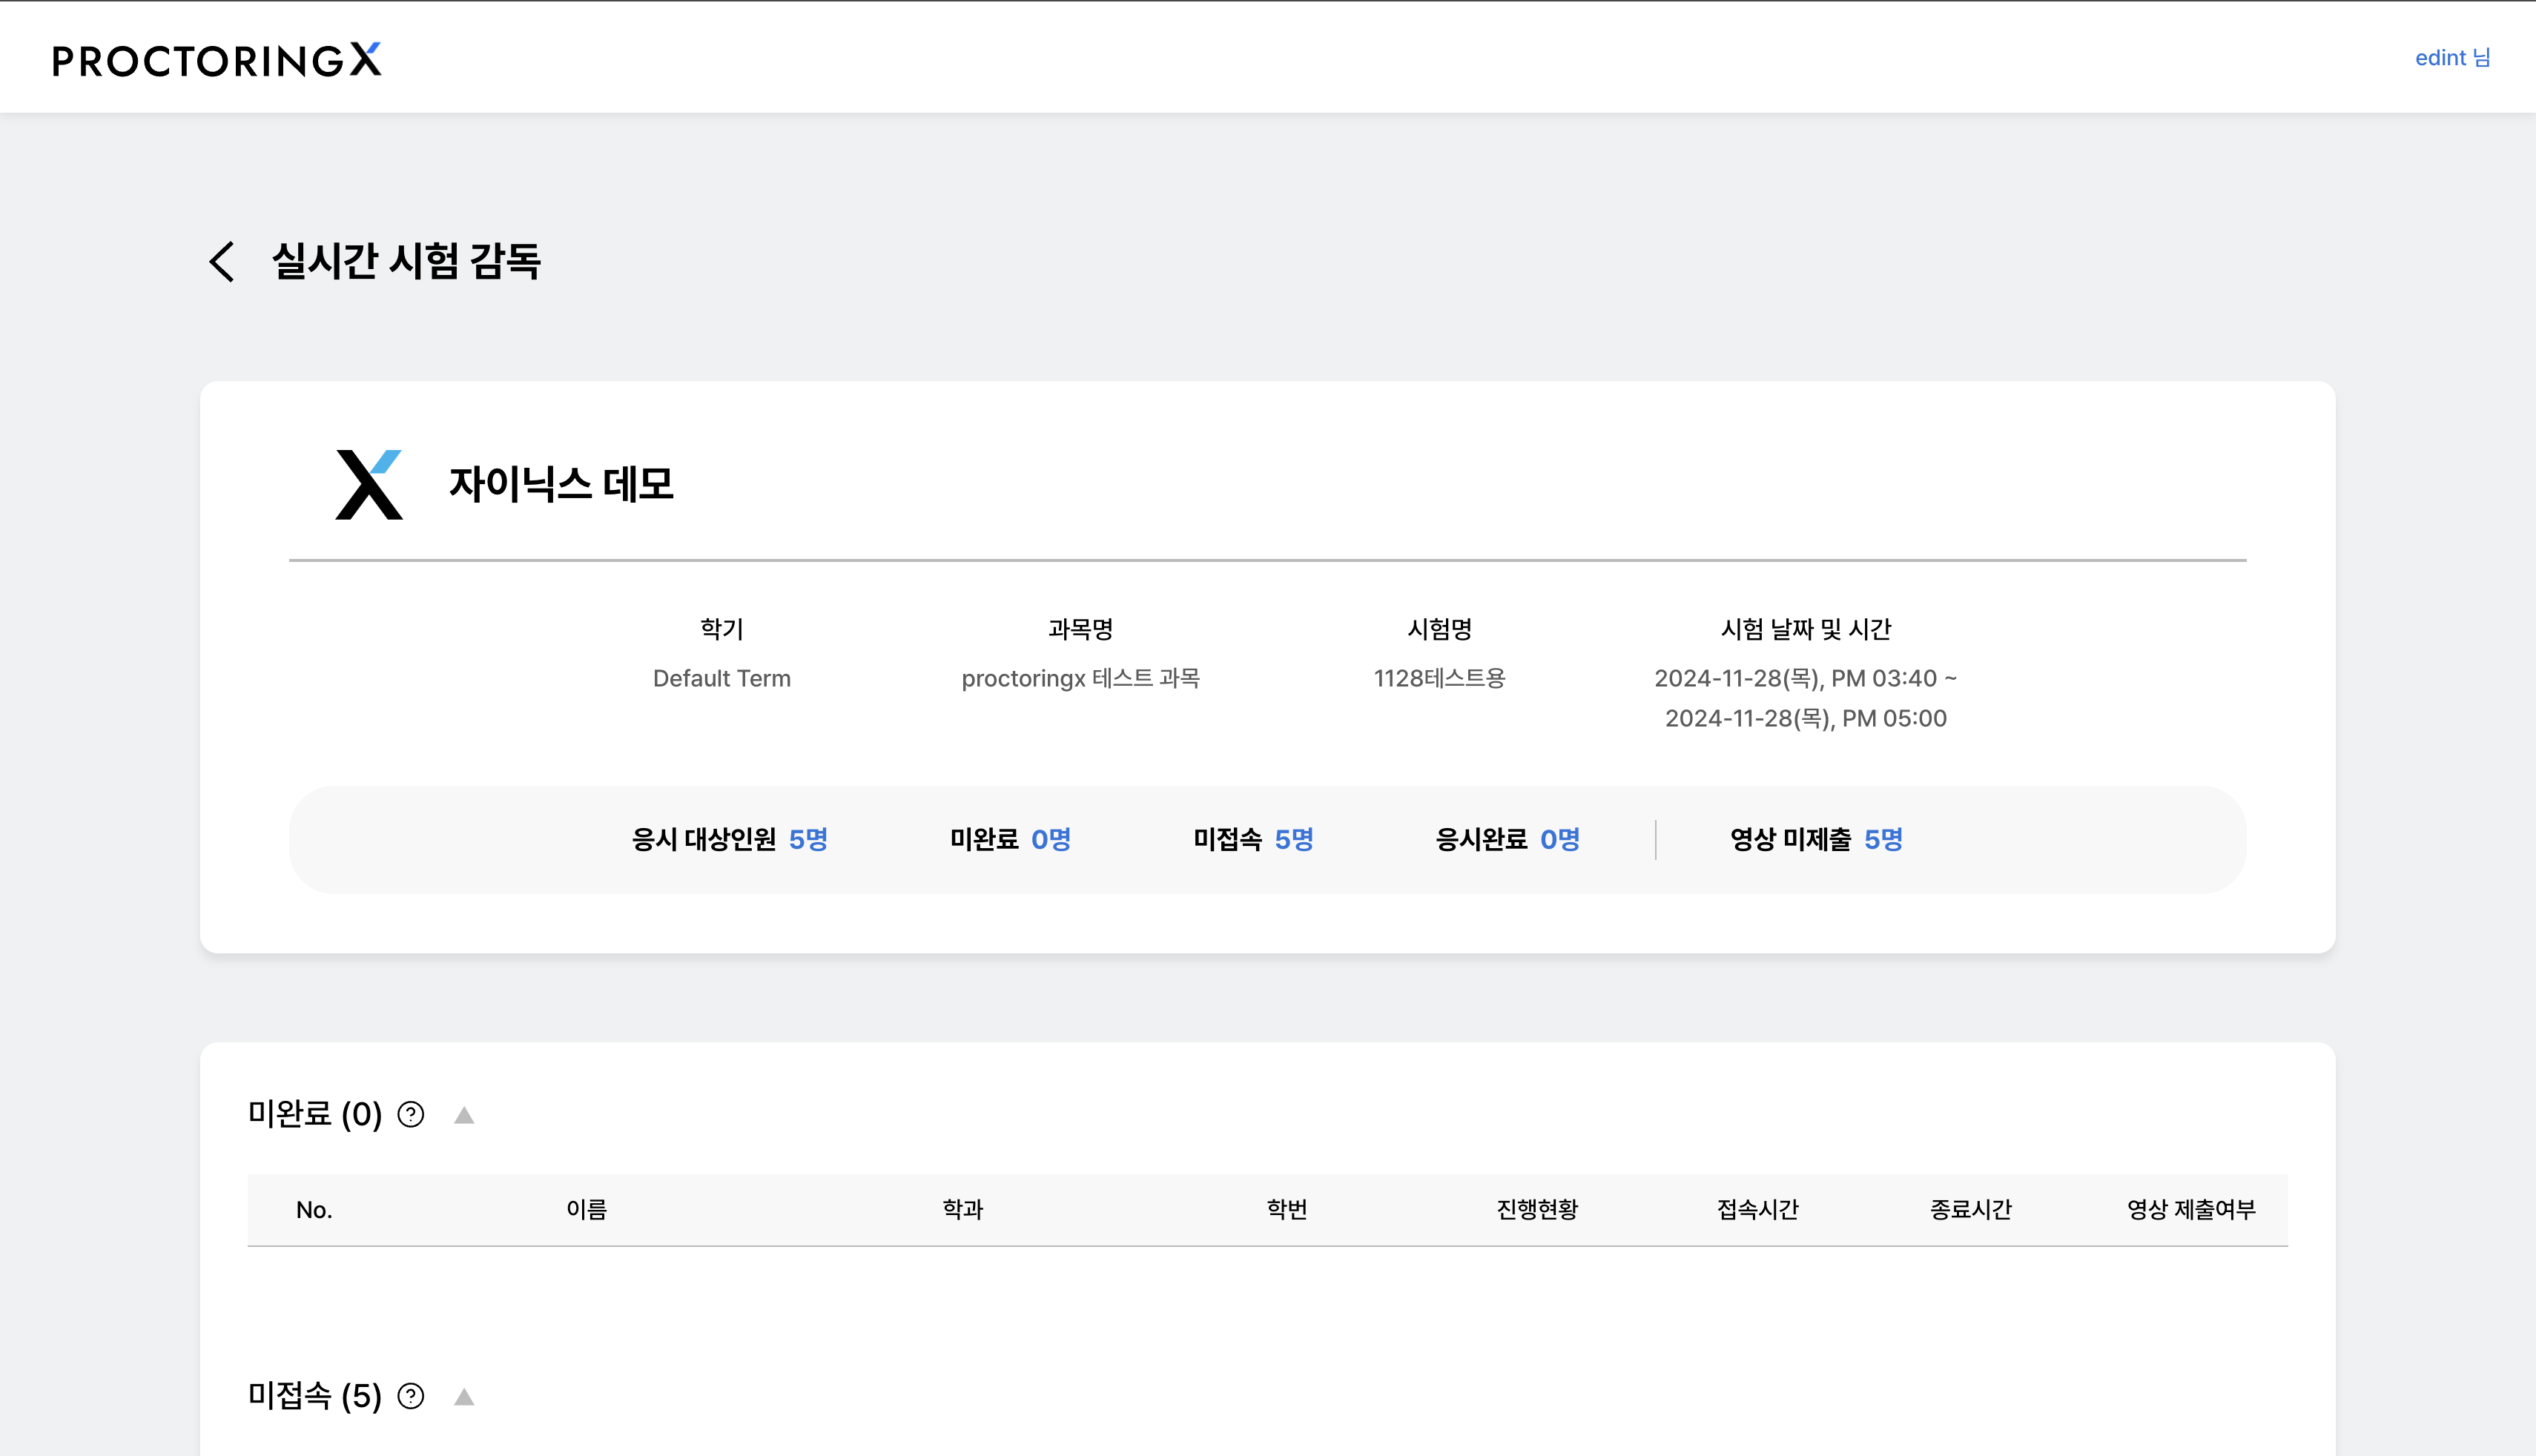 PROCTORINGX
edint 님
실시간 시험 감독
자이닉스 데모
학기 과목명 시험명 시험 날짜 및 시간
Default Term proctoringx 테스트 과목 1128테스트용 2024-11-28(목), PM 03:40 ~
2024-11-28(목), PM 05:00
응시 대상인원 5명 미완료 0명 미접속 5명 응시완료 0명 영상 미제출 5명
미완료 (0) ? ▲
No. 이름 학과 학번 진행현황 접속시간 종료시간 영상 제출여부
미접속 (5) ? ▲